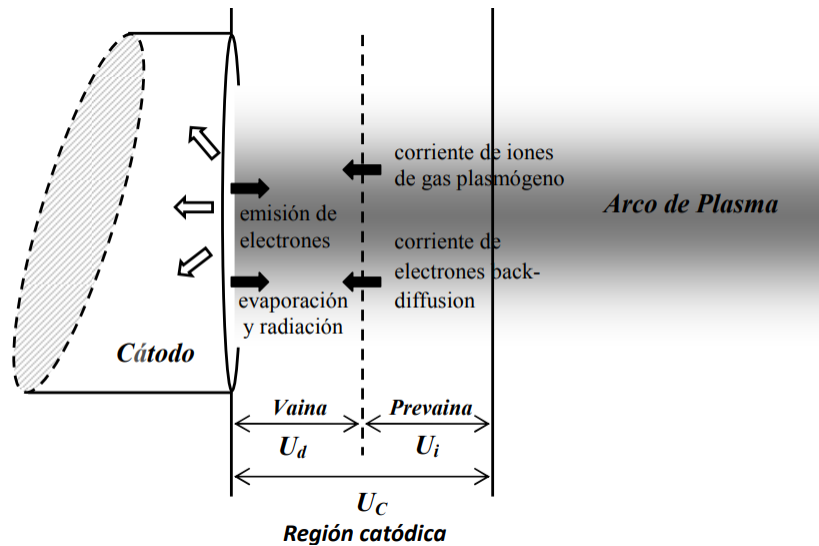 corriente de iones
de gas plasmógeno
Arco de Plasma
emisión de
electrones
corriente de
electrones back-
diffusion
evaporación
y radiación
Cátodo
Vaina
Prevaina
U_d
U_i
U_C
Región catódica